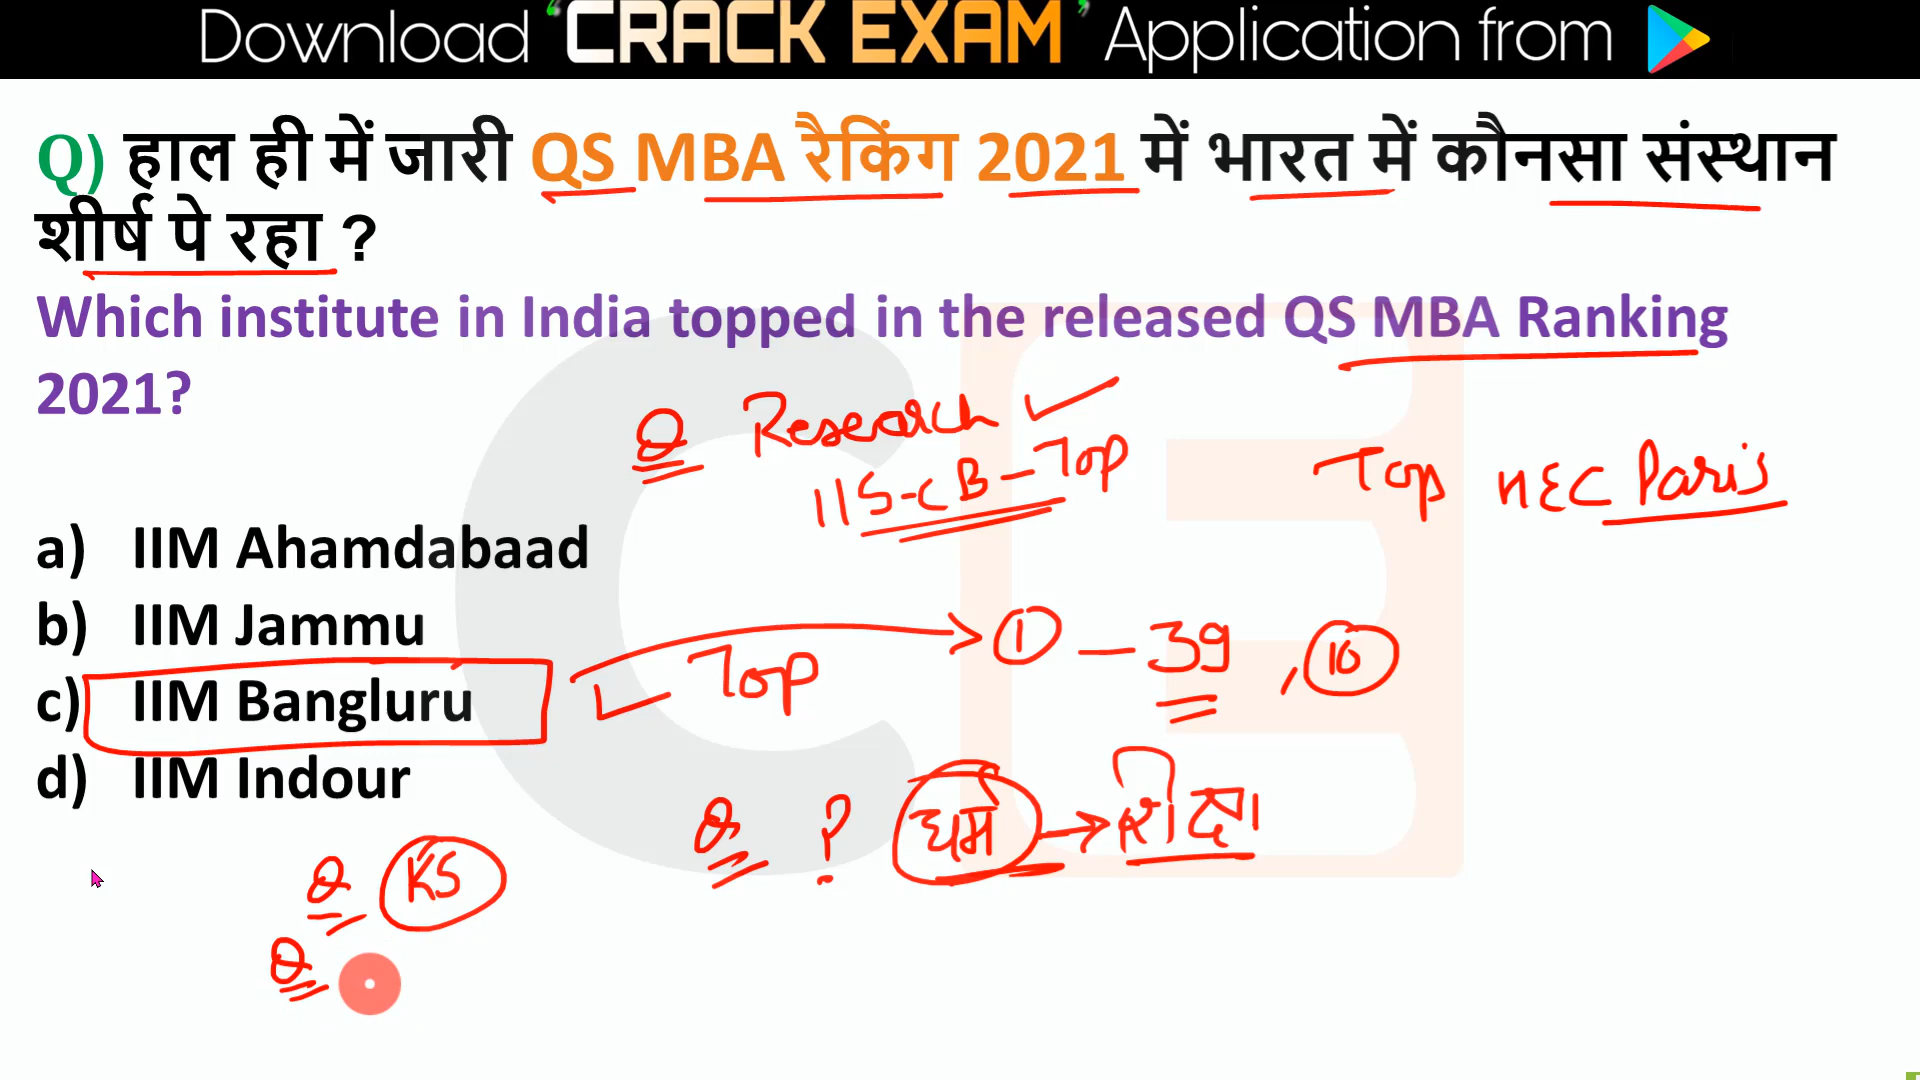 Download ‘CRACK EXAM’ Application from
Q) हाल ही में जारी QS MBA रैकिंग 2021 में भारत में कौनसा संस्थान
शीर्ष पे रहा ?
Which institute in India topped in the released QS MBA Ranking
2021?
Q Research
IIS-C B - Top
Top HEC Paris
a) IIM Ahamdabaad
b) IIM Jammu
Top → 1 - 39, 10
c) IIM Bangluru
d) IIM Indour
Q ? →
Q KS
Q